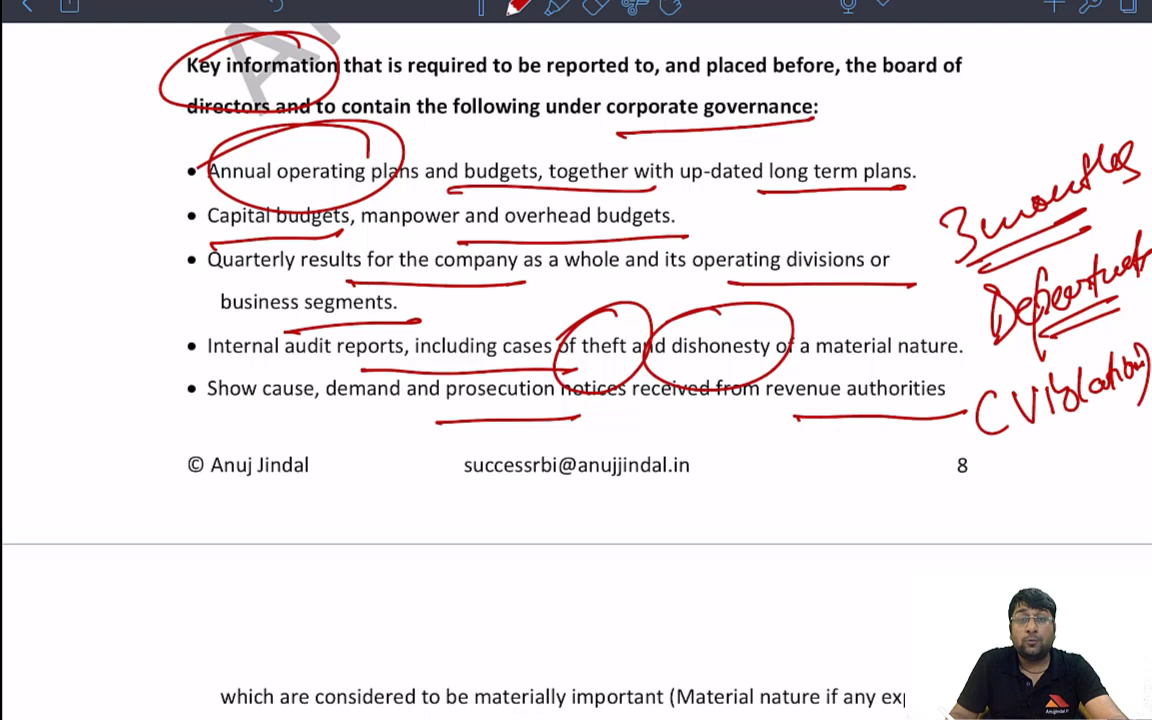 Key information that is required to be reported to, and placed before, the board of
directors and to contain the following under corporate governance:
• Annual operating plans and budgets, together with up-dated long term plans.
• Capital budgets, manpower and overhead budgets.
3 months
• Quarterly results for the company as a whole and its operating divisions or
business segments.
• Internal audit reports, including cases of theft and dishonesty of a material nature.
• Show cause, demand and prosecution notices received from revenue authorities
(Violation)
© Anuj Jindal successrbi@anujjindal.in 8
which are considered to be materially important (Material nature if any exp